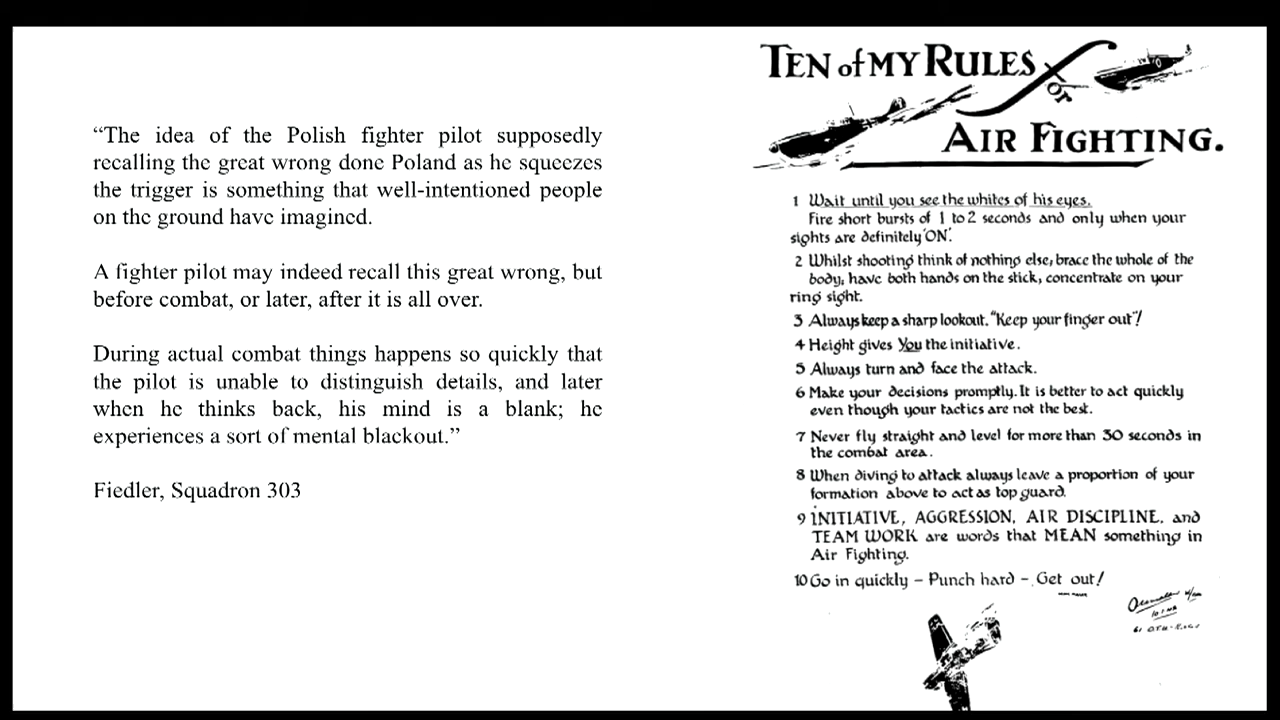 “The idea of the Polish fighter pilot supposedly
recalling the great wrong done Poland as he squeezes
the trigger is something that well-intentioned people
on the ground have imagined.
A fighter pilot may indeed recall this great wrong, but
before combat, or later, after it is all over.
During actual combat things happens so quickly that
the pilot is unable to distinguish details, and later
when he thinks back, his mind is a blank; he
experiences a sort of mental blackout.”
Fiedler, Squadron 303
TEN of MY RULES for
AIR FIGHTING.
1 Wait until you see the whites of his eyes.
Fire short bursts of 1 to 2 seconds and only when your
sights are definitely 'ON'.
2 Whilst shooting think of nothing else, brace the whole of the
body, have both hands on the stick, concentrate on your
ring sight.
3 Always keep a sharp lookout. "Keep your finger out"!
4 Height gives You the initiative.
5 Always turn and face the attack.
6 Make your decisions promptly. It is better to act quickly
even though your tactics are not the best.
7 Never fly straight and level for more than 30 seconds in
the combat area.
8 When diving to attack always leave a proportion of your
formation above to act as top guard.
9 INITIATIVE, AGGRESSION, AIR DISCIPLINE, and
TEAM WORK are words that MEAN something in
Air Fighting.
10 Go in quickly – Punch hard – Get out!